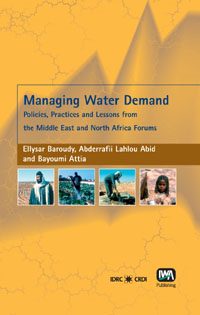 Managing Water Demand
Policies, Practices and Lessons from
the Middle East and North Africa Forums
Ellysar Baroudy, Abderrafii Lahlou Abid
and Bayoumi Attia
IDRC CRDI
IWA
Publishing